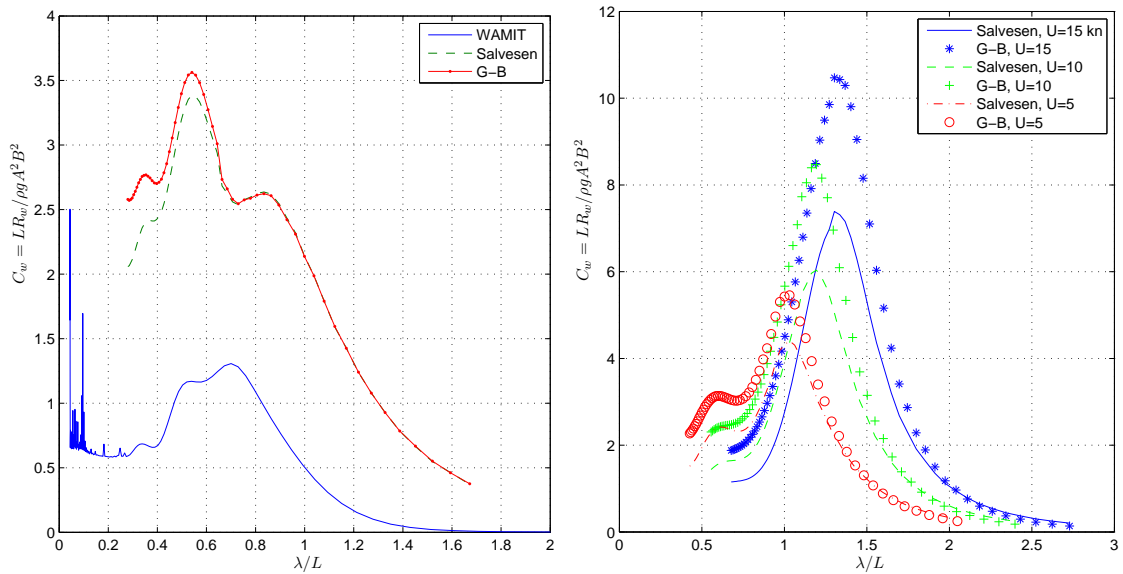 WAMIT
Salvesen
G−B
4
3.5
3
2.5
2
1.5
1
0.5
0
0 0.2 0.4 0.6 0.8 1 1.2 1.4 1.6 1.8 2
λ/L
C_w = LR_w/ρgA²B²
Salvesen, U=15 kn
G−B, U=15
Salvesen, U=10
G−B, U=10
Salvesen, U=5
G−B, U=5
12
10
8
6
4
2
0
0 0.5 1 1.5 2 2.5 3
λ/L
C_w = LR_w/ρgA²B²